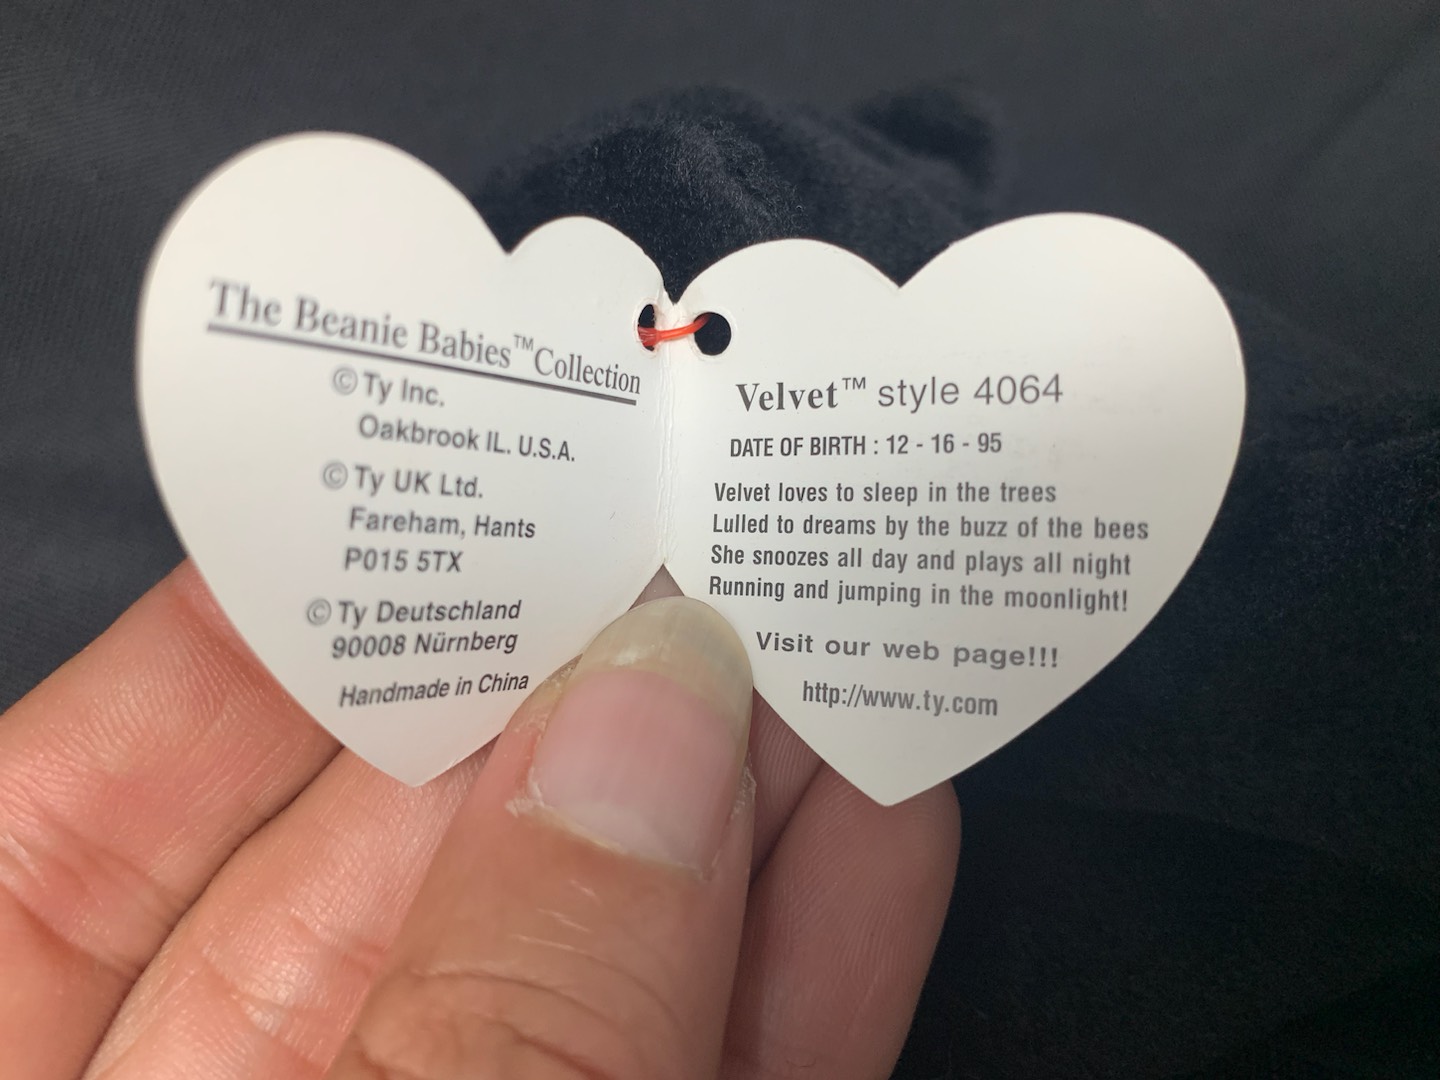 The Beanie Babies™Collection
© Ty Inc.
Oakbrook IL. U.S.A.
© Ty UK Ltd.
Fareham, Hants
P015 5TX
© Ty Deutschland
90008 Nürnberg
Handmade in China
Velvet™ style 4064
DATE OF BIRTH : 12 - 16 - 95
Velvet loves to sleep in the trees
Lulled to dreams by the buzz of the bees
She snoozes all day and plays all night
Running and jumping in the moonlight!
Visit our web page!!!
http://www.ty.com